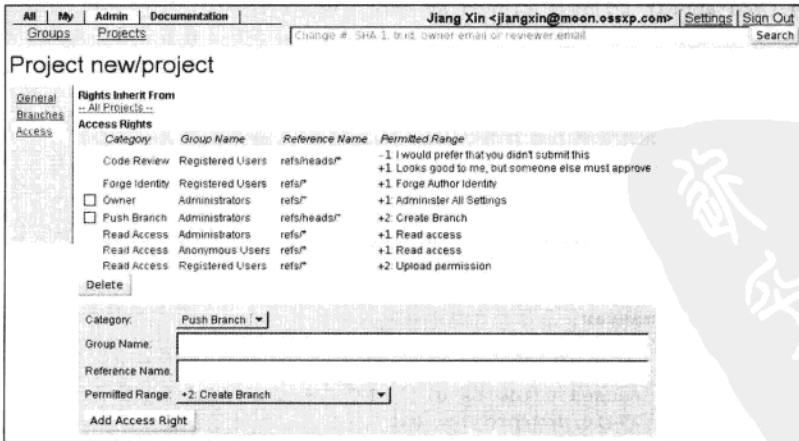 All | My | Admin | Documentation |
Jiang Xin <jiangxin@moon.ossxp.com> | Settings | Sign Out
Groups Projects
Change #, SHA-1, tr:id, owner:email or reviewer:email Search
Project new/project
General
Branches
Access
Rights Inherit From
-- All Projects --
Access Rights
Category Group Name Reference Name Permitted Range
Code Review Registered Users refs/heads/* -1: I would prefer that you didn't submit this
+1: Looks good to me, but someone else must approve
Forge Identity Registered Users refs/* +1: Forge Author Identity
Owner Administrators refs/* +1: Administer All Settings
Push Branch Administrators refs/heads/* +2: Create Branch
Read Access Administrators refs/* +1: Read access
Read Access Anonymous Users refs/* +1: Read access
Read Access Registered Users refs/* +2: Upload permission
Delete
Category: Push Branch
Group Name:
Reference Name:
Permitted Range: +2: Create Branch
Add Access Right